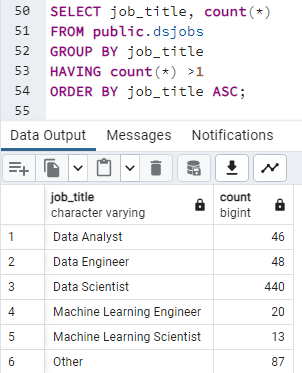 50 SELECT job_title, count(*)
51 FROM public.dsjobs
52 GROUP BY job_title
53 HAVING count(*) >1
54 ORDER BY job_title ASC;
55
Data Output Messages Notifications
job_title count
character varying bigint
1 Data Analyst 46
2 Data Engineer 48
3 Data Scientist 440
4 Machine Learning Engineer 20
5 Machine Learning Scientist 13
6 Other 87